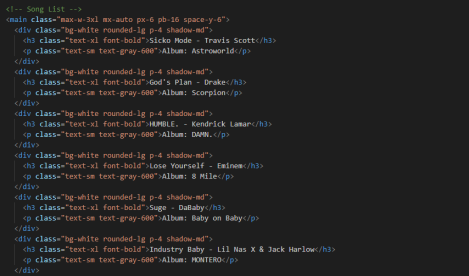 <!-- Song List -->
<main class="max-w-3xl mx-auto px-6 pb-16 space-y-6">
<div class="bg-white rounded-lg p-4 shadow-md">
<h3 class="text-xl font-bold">Sicko Mode - Travis Scott</h3>
<p class="text-sm text-gray-600">Album: Astroworld</p>
</div>
<div class="bg-white rounded-lg p-4 shadow-md">
<h3 class="text-xl font-bold">God's Plan - Drake</h3>
<p class="text-sm text-gray-600">Album: Scorpion</p>
</div>
<div class="bg-white rounded-lg p-4 shadow-md">
<h3 class="text-xl font-bold">HUMBLE. - Kendrick Lamar</h3>
<p class="text-sm text-gray-600">Album: DAMN.</p>
</div>
<div class="bg-white rounded-lg p-4 shadow-md">
<h3 class="text-xl font-bold">Lose Yourself - Eminem</h3>
<p class="text-sm text-gray-600">Album: 8 Mile</p>
</div>
<div class="bg-white rounded-lg p-4 shadow-md">
<h3 class="text-xl font-bold">Suge - DaBaby</h3>
<p class="text-sm text-gray-600">Album: Baby on Baby</p>
</div>
<div class="bg-white rounded-lg p-4 shadow-md">
<h3 class="text-xl font-bold">Industry Baby - Lil Nas X & Jack Harlow</h3>
<p class="text-sm text-gray-600">Album: MONTERO</p>
</div>